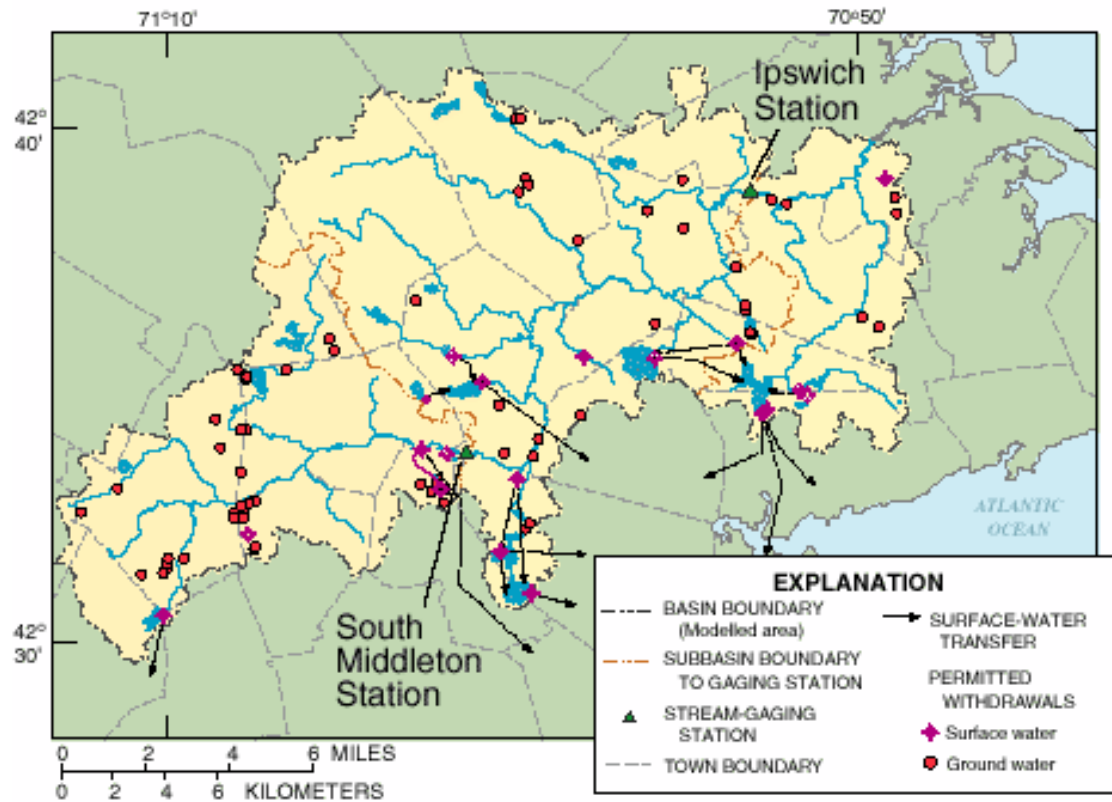 71°10'
70°50'
Ipswich
Station
42°
40'
ATLANTIC
OCEAN
42°
30'
South
Middleton
Station
0 2 4 6 MILES
0 2 4 6 KILOMETERS
EXPLANATION
BASIN BOUNDARY
(Modelled area)
SUBBASIN BOUNDARY
TO GAGING STATION
STREAM-GAGING
STATION
TOWN BOUNDARY
SURFACE-WATER
TRANSFER
PERMITTED
WITHDRAWALS
Surface water
Ground water